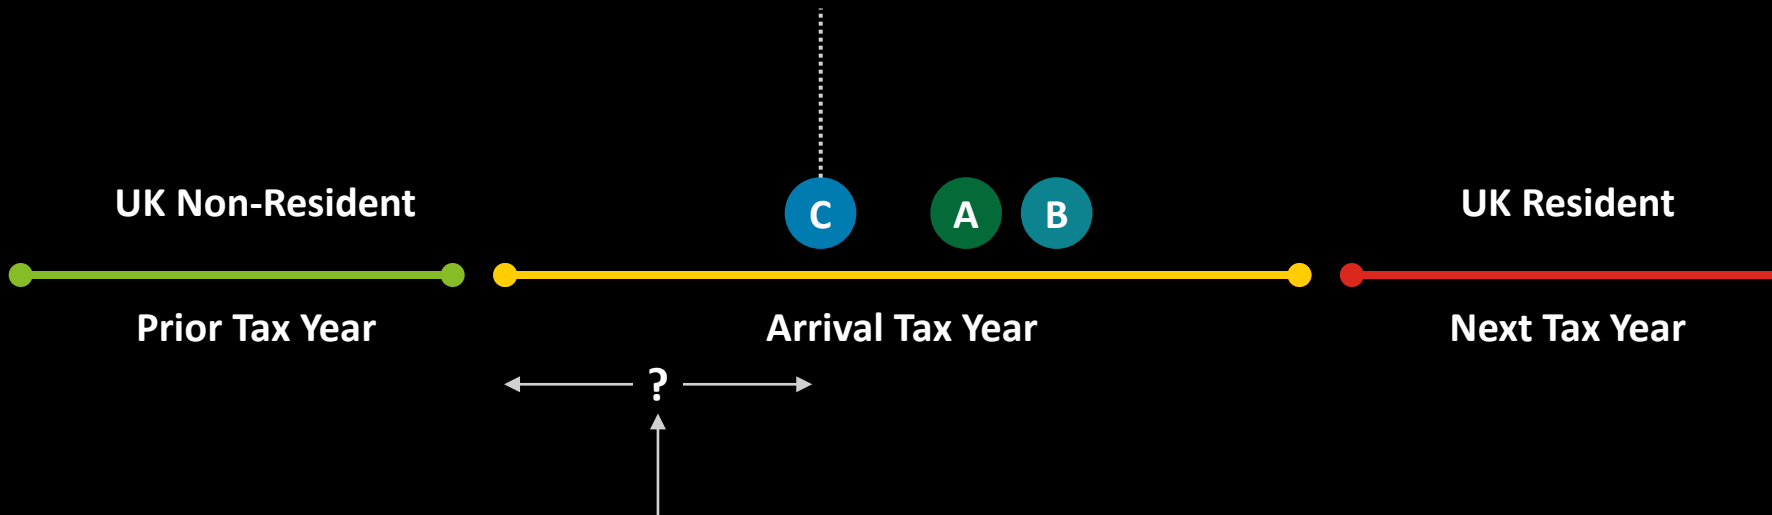 UK Non-Resident
C
A
B
UK Resident
Prior Tax Year
Arrival Tax Year
Next Tax Year
?